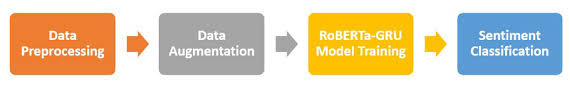 Data
Preprocessing
Data
Augmentation
RoBERTa-GRU
Model Training
Sentiment
Classification